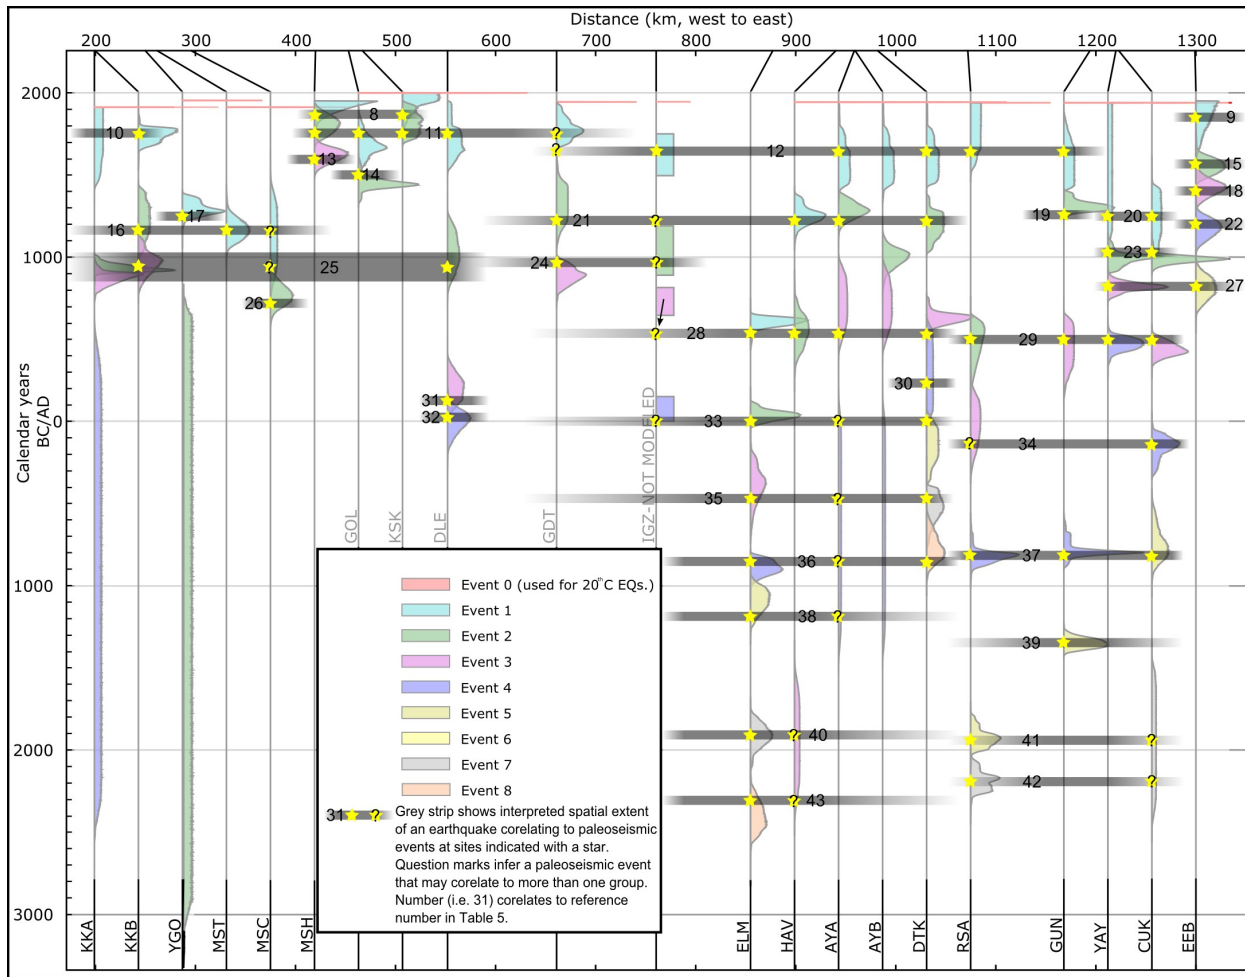 Distance (km, west to east)
200 300 400 500 600 700 800 900 1000 1100 1200 1300
2000
1000
0
1000
2000
3000
Calendar years
BC/AD
8
9
10
11
12
13
14
15
16
17
18
19
20
21
22
23
24
25
26
27
28
29
30
31
32
33
34
35
36
37
38
39
40
41
42
43
? ? ? ? ? ? ? ? ? ? ? ? ? ? ? ? ? ?
GOL
KSK
DLE
GDT
IGZ-NOT MODELED
Event 0 (used for 20ᵗʰC EQs.)
Event 1
Event 2
Event 3
Event 4
Event 5
Event 6
Event 7
Event 8
31 ?
Grey strip shows interpreted spatial extent
of an earthquake corelating to paleoseismic
events at sites indicated with a star.
Question marks infer a paleoseismic event
that may corelate to more than one group.
Number (i.e. 31) corelates to reference
number in Table 5.
KKA
KKB
YGO
MST
MSC
MSH
ELM
HAV
AYA
AYB
DTK
RSA
GUN
YAY
CUK
EEB